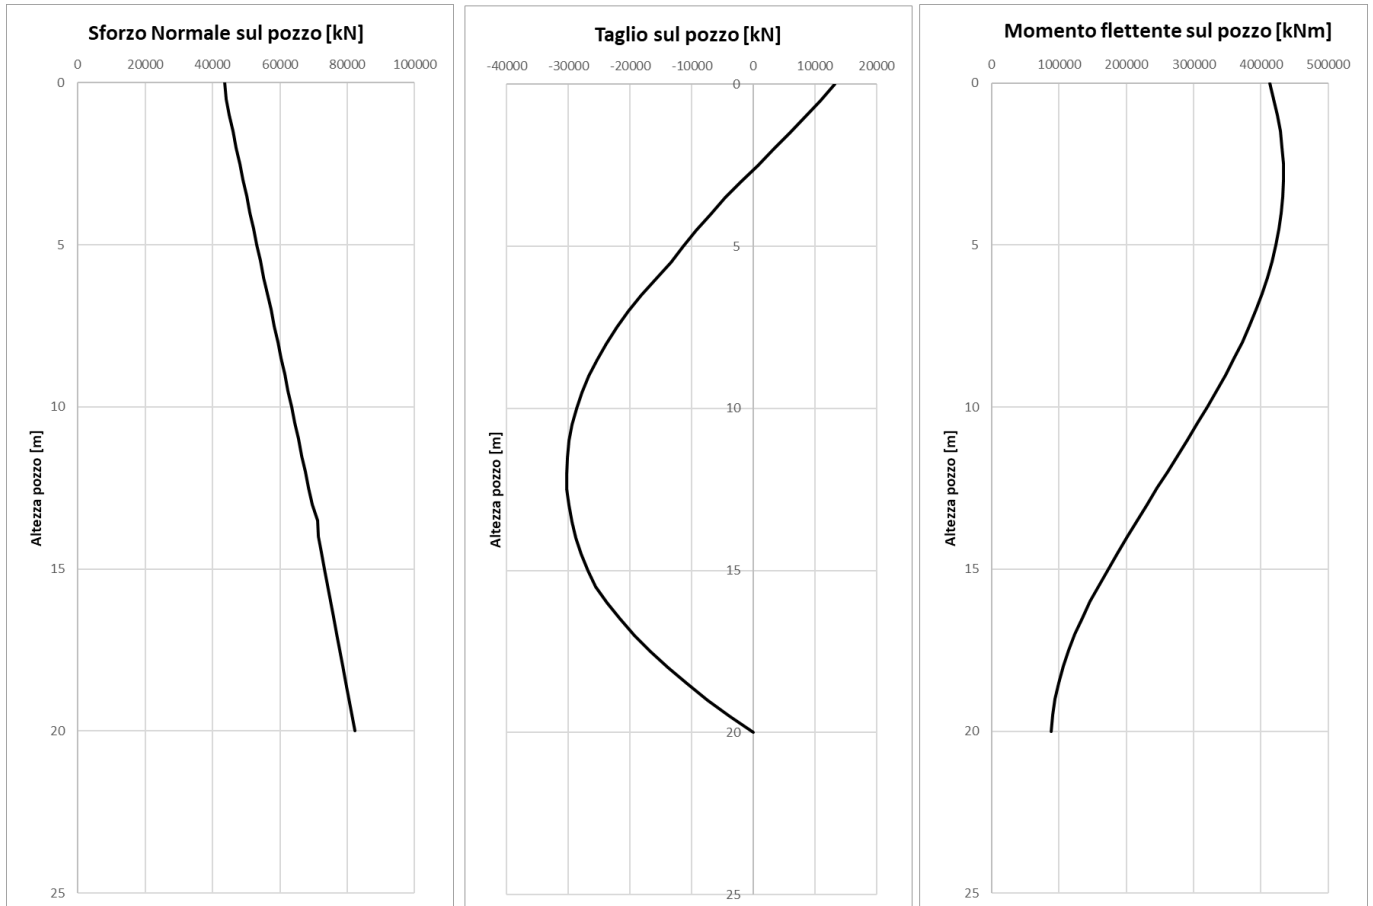 Sforzo Normale sul pozzo [kN]
0 20000 40000 60000 80000 100000
0
5
10
15
20
25
Altezza pozzo [m]
Taglio sul pozzo [kN]
-40000 -30000 -20000 -10000 0 10000 20000
0
5
10
15
20
25
Altezza pozzo [m]
Momento flettente sul pozzo [kNm]
0 100000 200000 300000 400000 500000
0
5
10
15
20
25
Altezza pozzo [m]